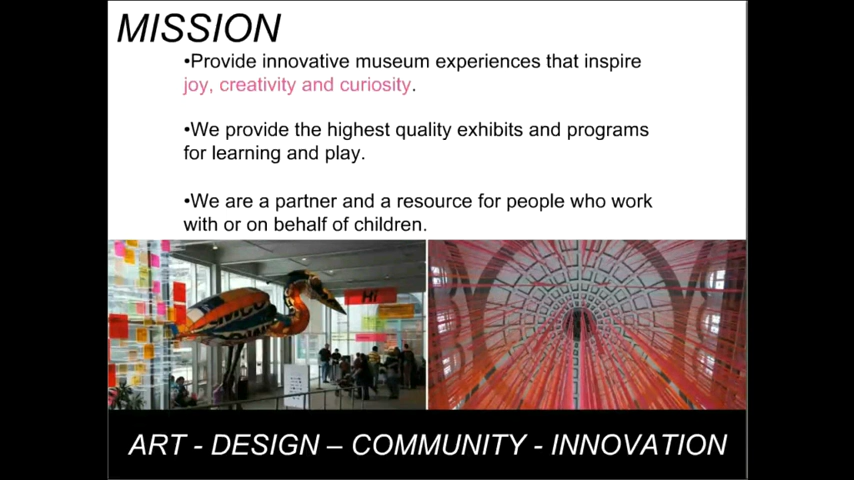 MISSION
•Provide innovative museum experiences that inspire
joy, creativity and curiosity.
•We provide the highest quality exhibits and programs
for learning and play.
•We are a partner and a resource for people who work
with or on behalf of children.
Hi
ART - DESIGN – COMMUNITY - INNOVATION